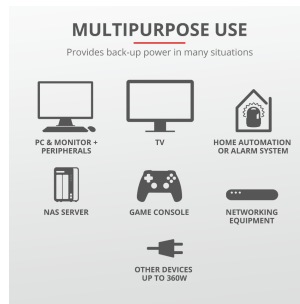 MULTIPURPOSE USE
Provides back-up power in many situations
PC & MONITOR +
PERIPHERALS
TV
HOME AUTOMATION
OR ALARM SYSTEM
NAS SERVER
GAME CONSOLE
NETWORKING
EQUIPMENT
OTHER DEVICES
UP TO 360W